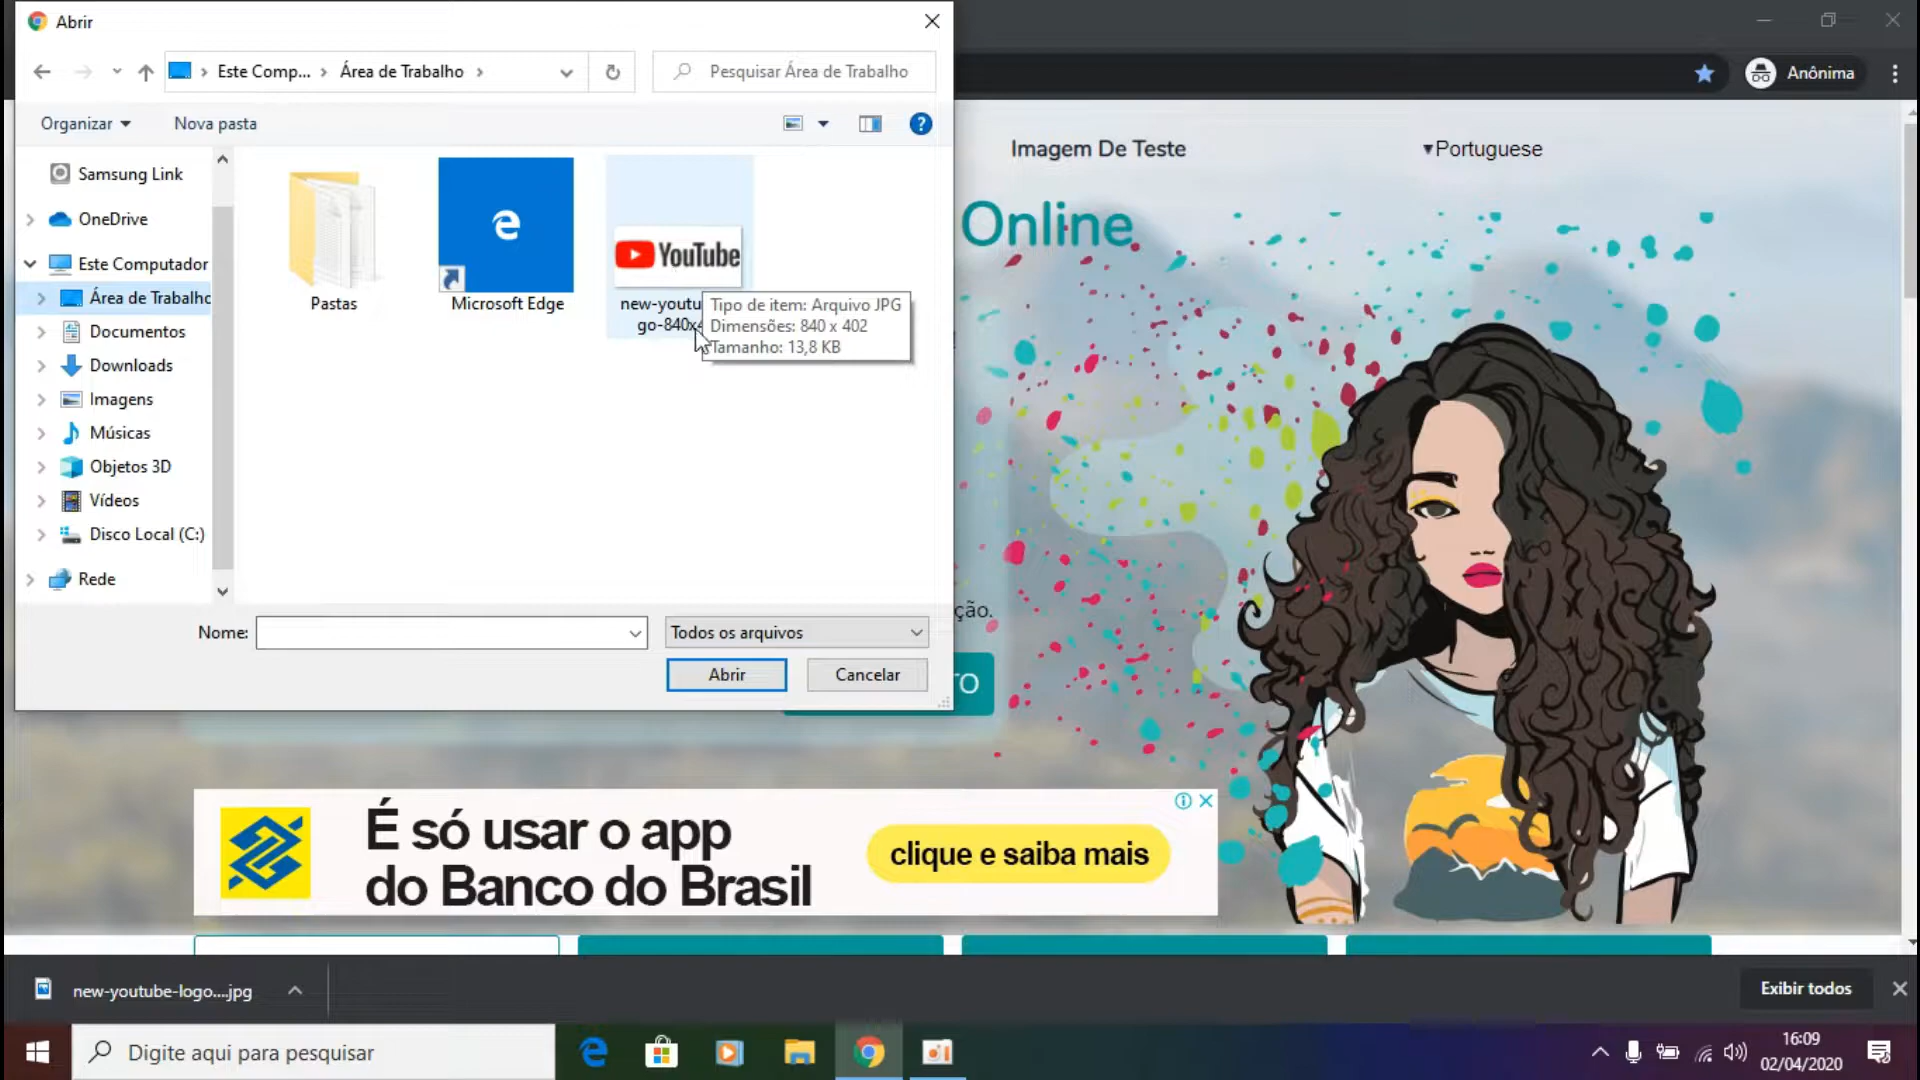 Abrir
Este Comp... Área de Trabalho
Pesquisar Área de Trabalho
Anônima
Organizar
Nova pasta
Imagem De Teste
Portuguese
Online
Samsung Link
OneDrive
Este Computador
Área de Trabalho
Documentos
Downloads
Imagens
Músicas
Objetos 3D
Vídeos
Disco Local (C:)
Rede
Pastas
Microsoft Edge
YouTube
new-youtu
go-840x4
Tipo de item: Arquivo JPG
Dimensões: 840 x 402
Tamanho: 13,8 KB
Nome:
Todos os arquivos
Abrir
Cancelar
ção.
TO
É só usar o app
do Banco do Brasil
clique e saiba mais
new-youtube-logo....jpg
Exibir todos
Digite aqui para pesquisar
16:09
02/04/2020